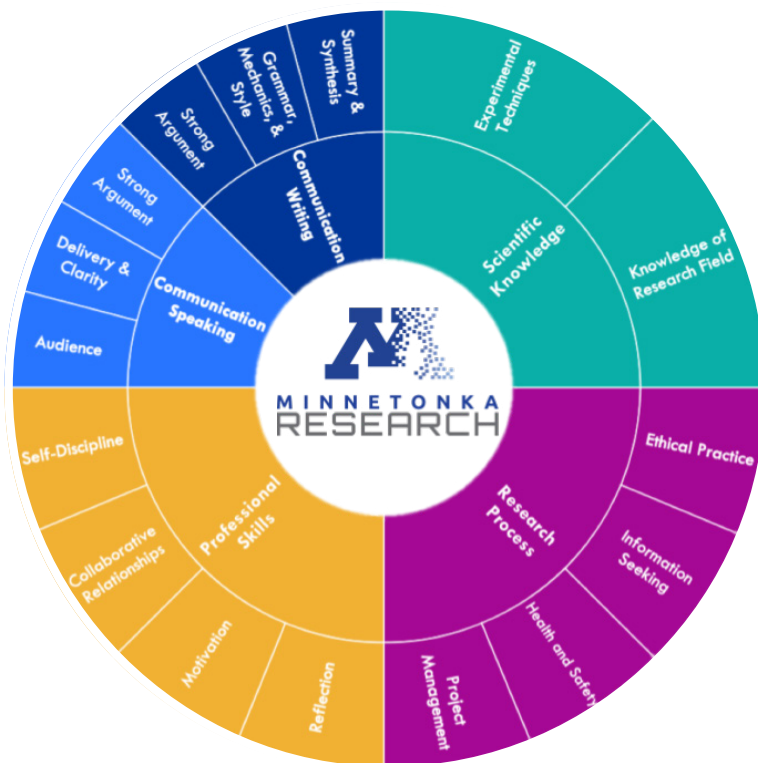 Summary &
Synthesis
Grammar,
Mechanics, &
Style
Strong
Argument
Communication
Writing
Experimental
Techniques
Knowledge of
Research Field
Scientific
Knowledge
Strong
Argument
Delivery &
Clarity
Audience
Communication
Speaking
MINNETONKA
RESEARCH
Self-Discipline
Collaborative
Relationships
Motivation
Reflection
Professional
Skills
Ethical Practice
Information
Seeking
Health and Safety
Project
Management
Research
Process